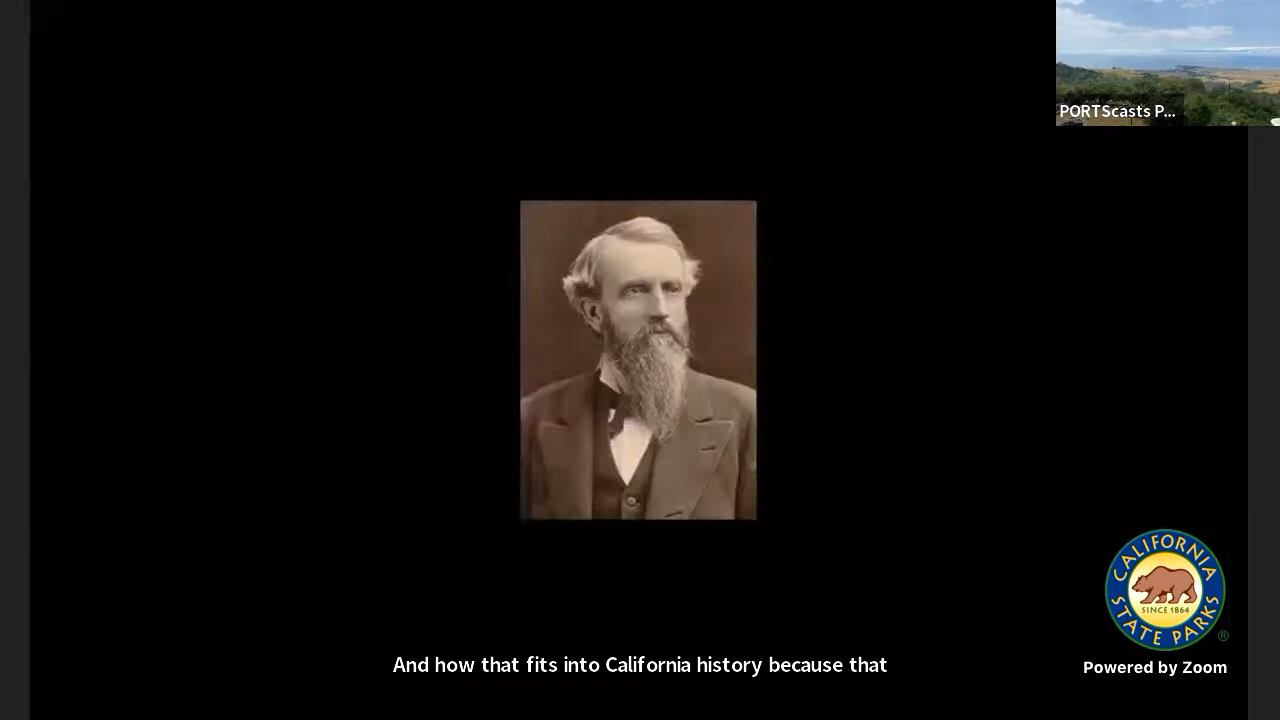 PORTScasts P...
CALIFORNIA
SINCE 1864
STATE PARKS
®
And how that fits into California history because that
Powered by Zoom